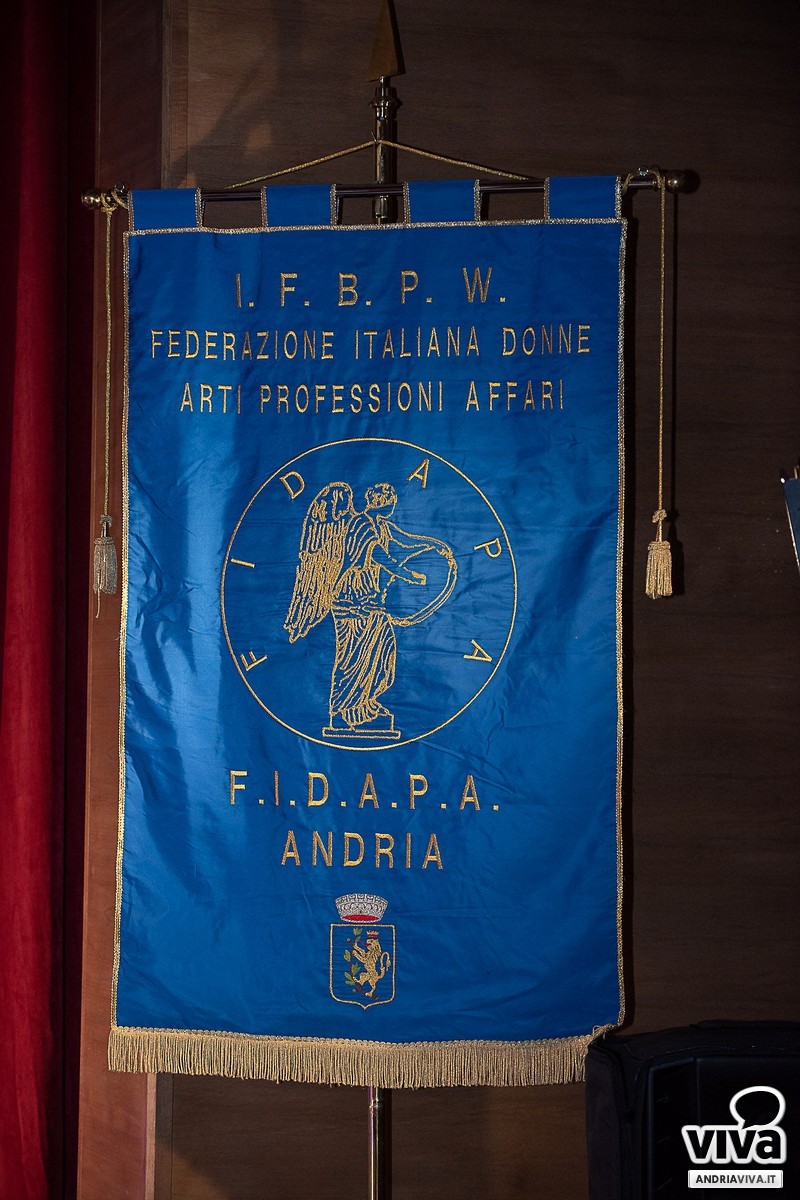 I. F. B. P. W.
FEDERAZIONE ITALIANA DONNE
ARTI PROFESSIONI AFFARI
F I D A P A
F.I.D.A.P.A.
ANDRIA
viva
ANDRIAVIVA.IT